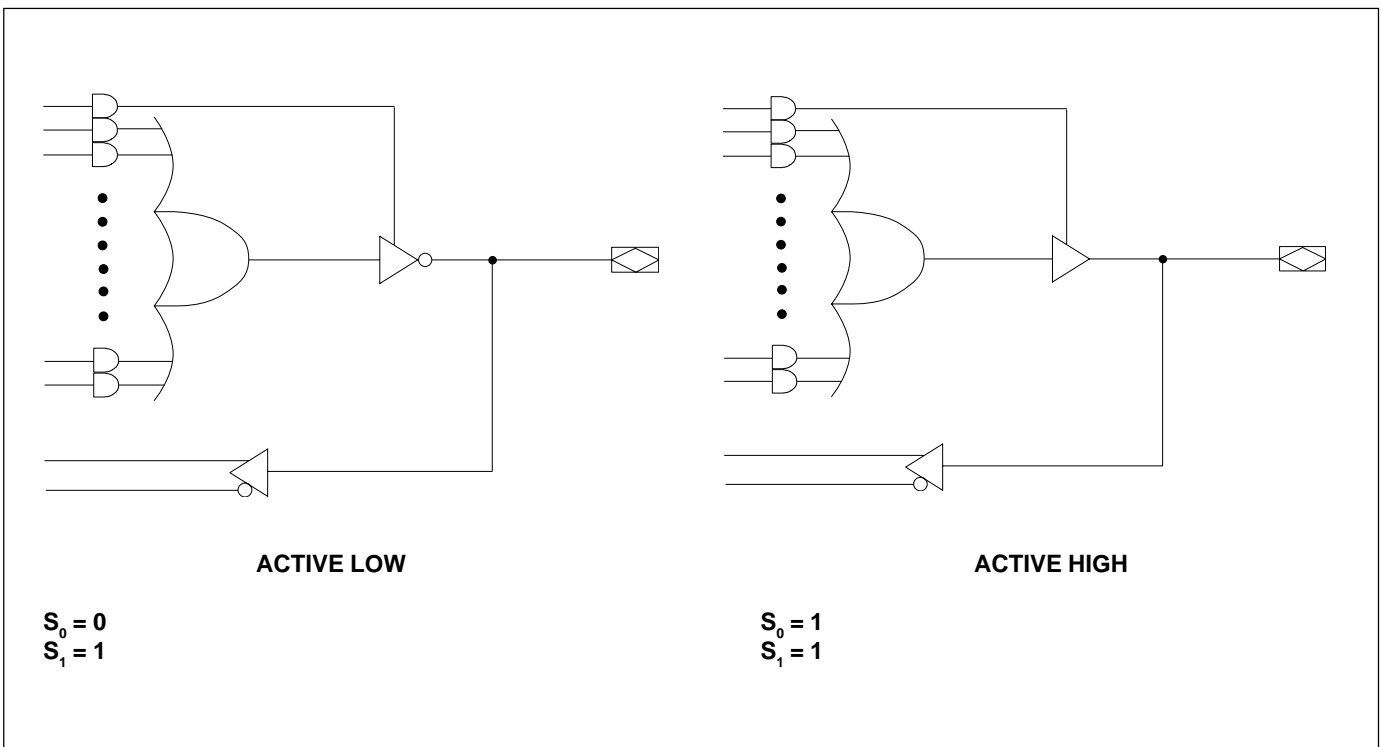 ACTIVE LOW
S₀ = 0
S₁ = 1
ACTIVE HIGH
S₀ = 1
S₁ = 1